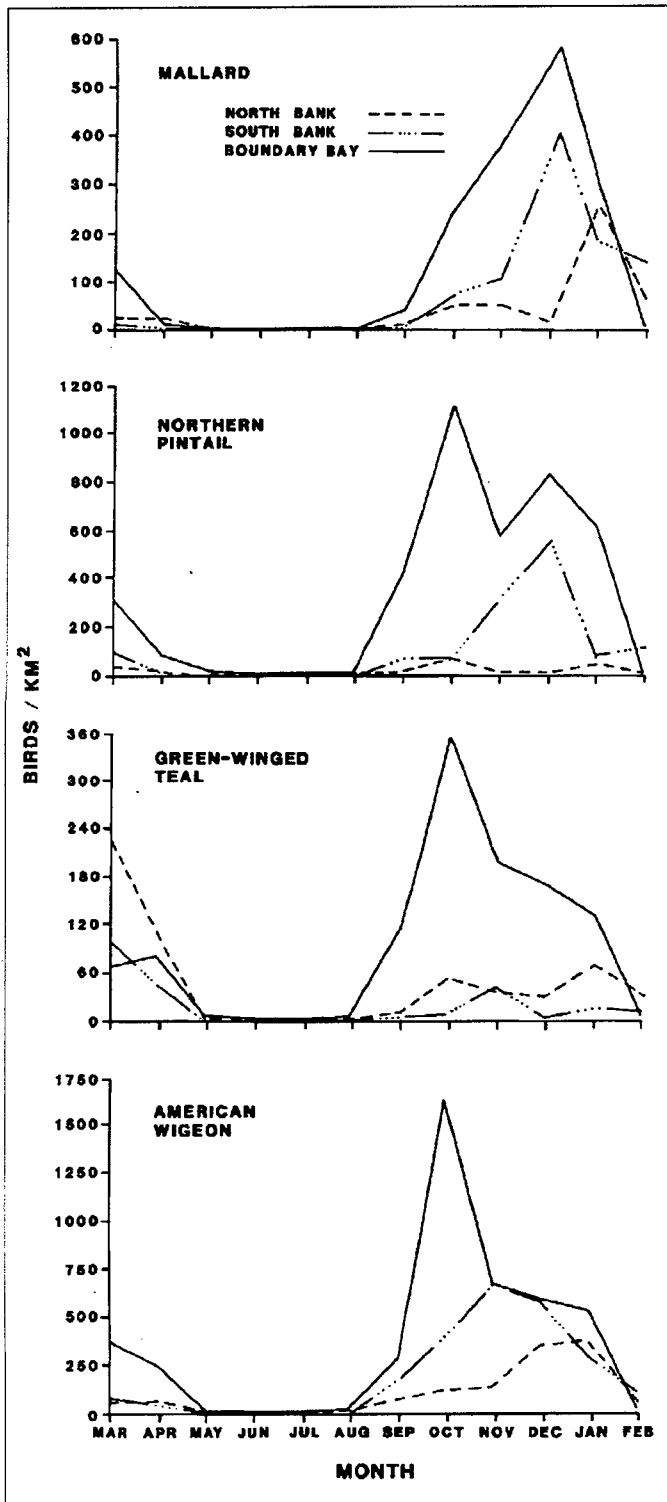 600
500
400
300
200
100
0
MALLARD
NORTH BANK
SOUTH BANK
BOUNDARY BAY
1200
1000
800
600
400
200
0
NORTHERN
PINTAIL
BIRDS / KM²
360
300
240
180
120
60
0
GREEN-WINGED
TEAL
1750
1500
1250
1000
750
500
250
0
AMERICAN
WIGEON
MAR APR MAY JUN JUL AUG SEP OCT NOV DEC JAN FEB
MONTH